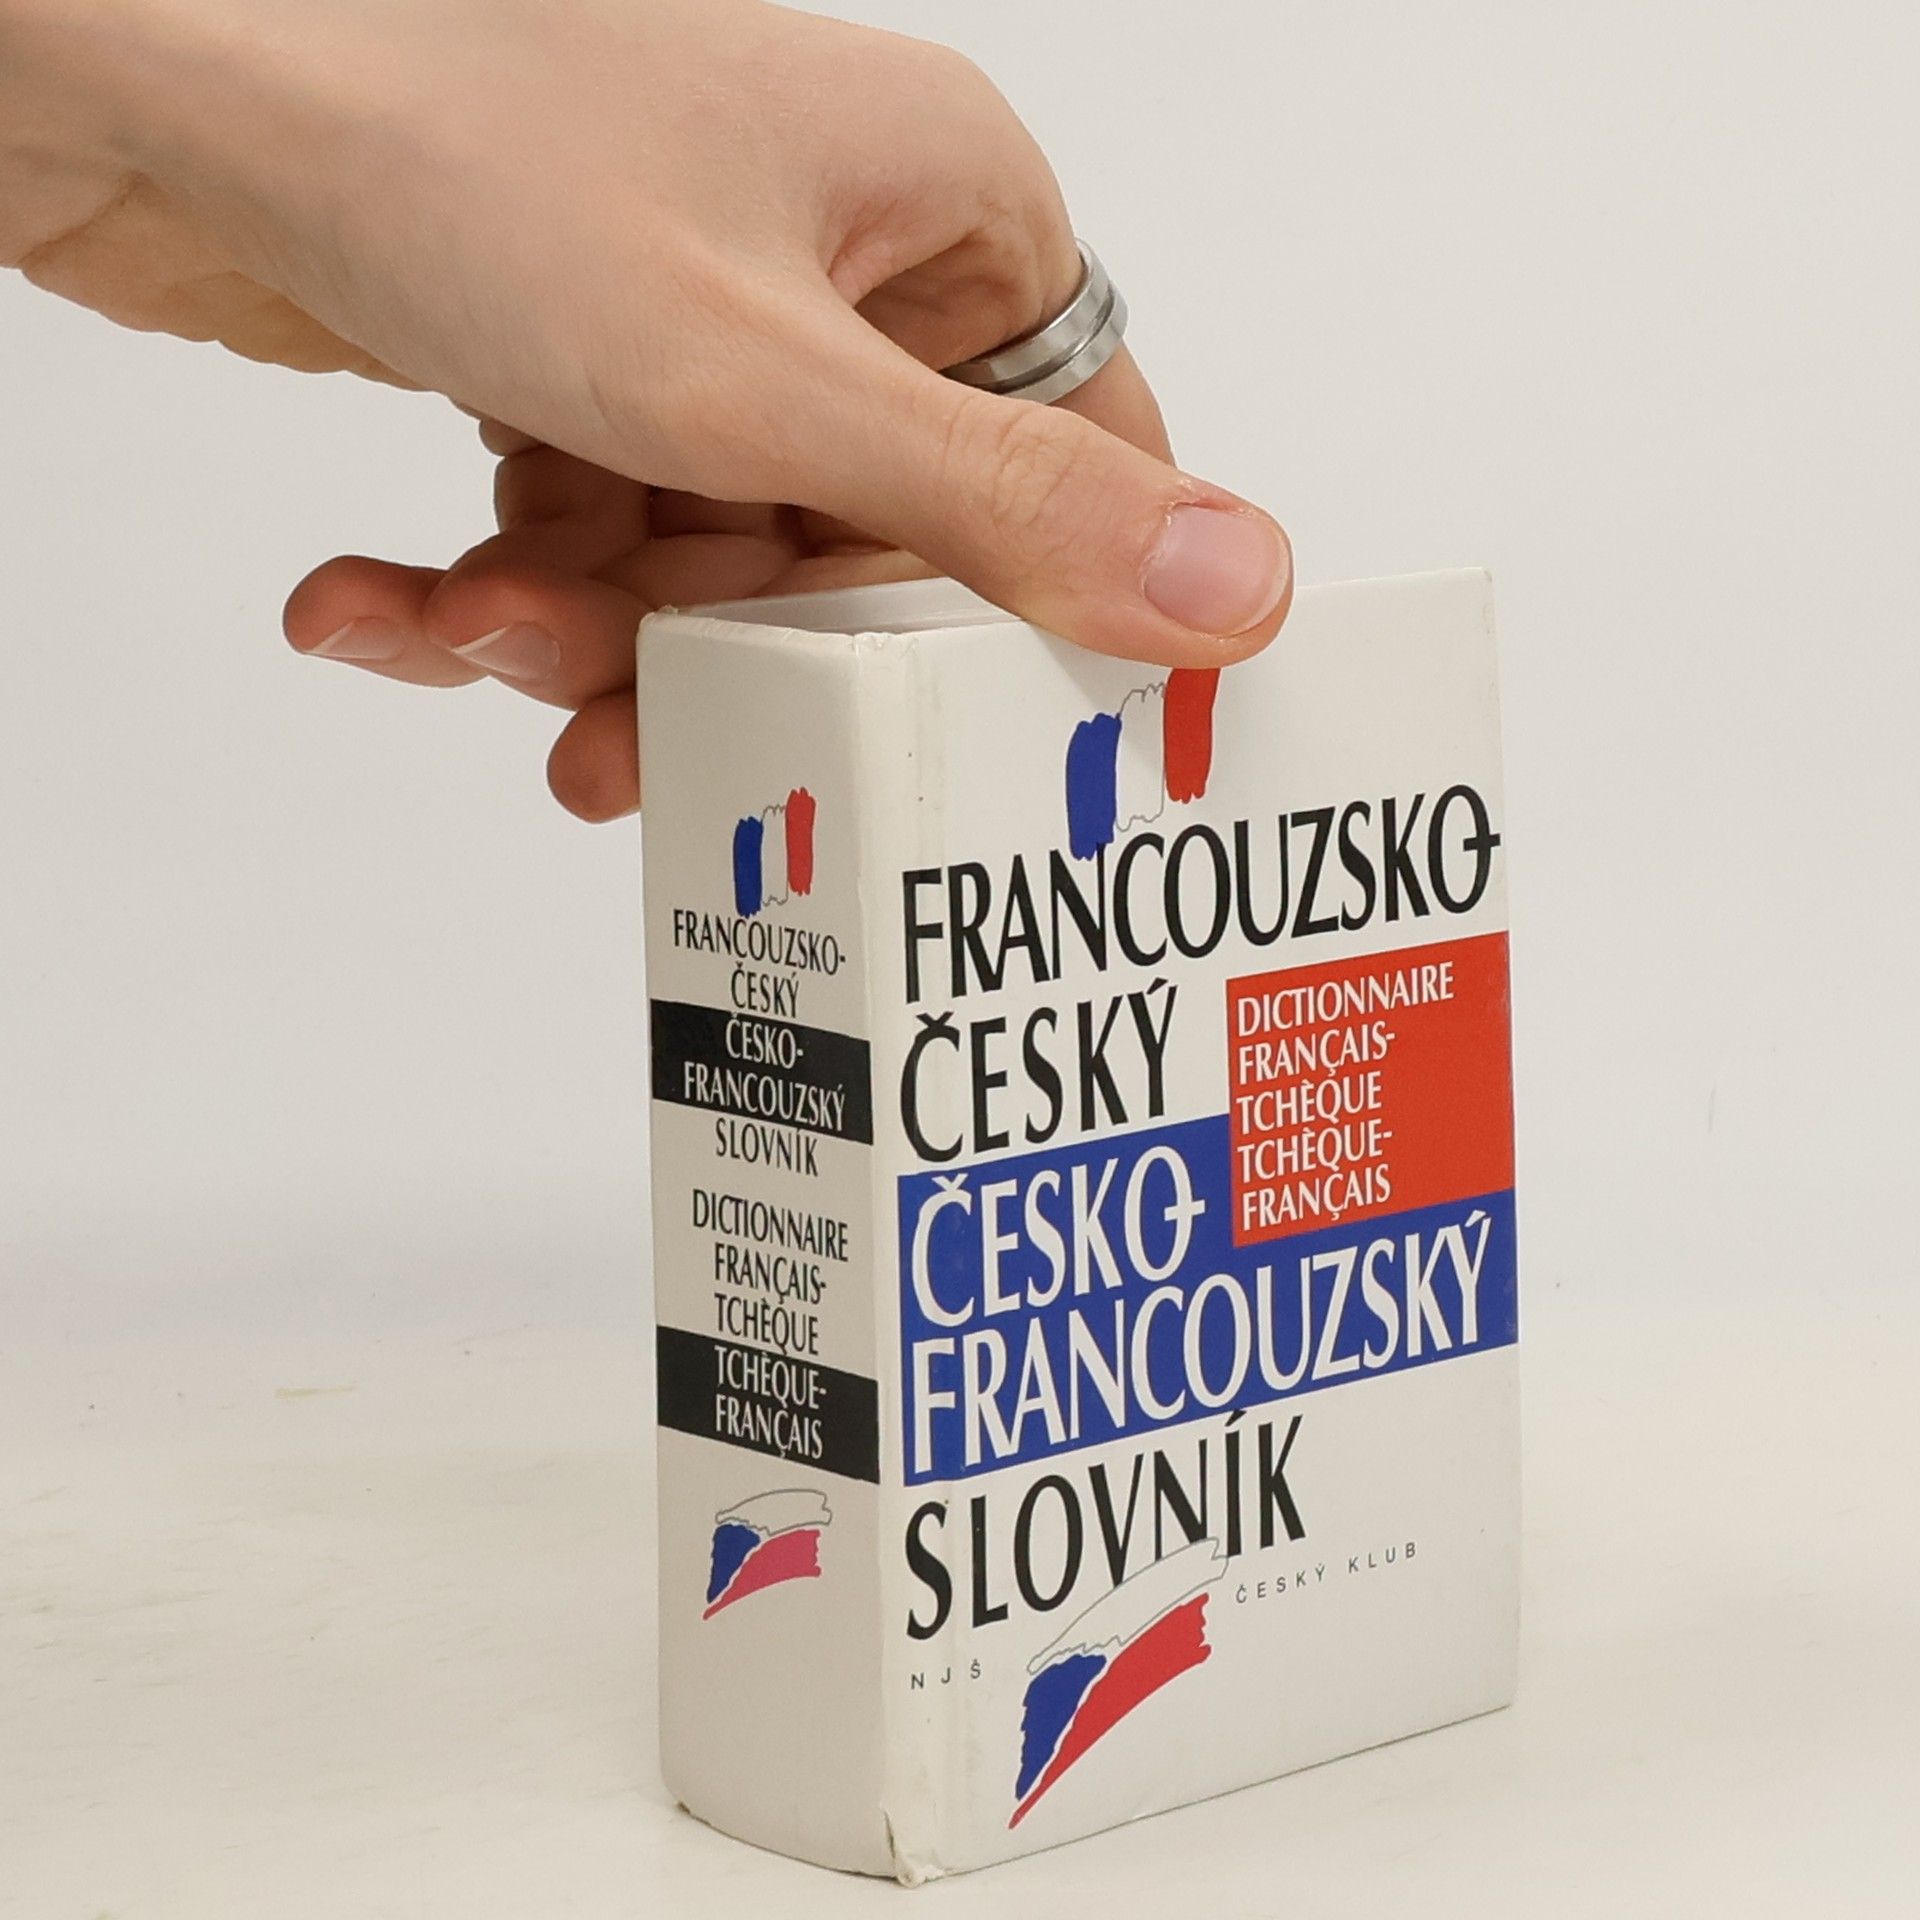 FRANCOUZSKO-
ČESKÝ
ČESKO-
FRANCOUZSKÝ
SLOVNÍK
DICTIONNAIRE
FRANÇAIS-
TCHÈQUE
TCHÈQUE-
FRANÇAIS
FRANCOUZSKO-
ČESKÝ
DICTIONNAIRE
FRANÇAIS-
TCHÈQUE
TCHÈQUE-
FRANÇAIS
ČESKO-
FRANCOUZSKÝ
SLOVNÍK
NJŠ
ČESKÝ KLUB